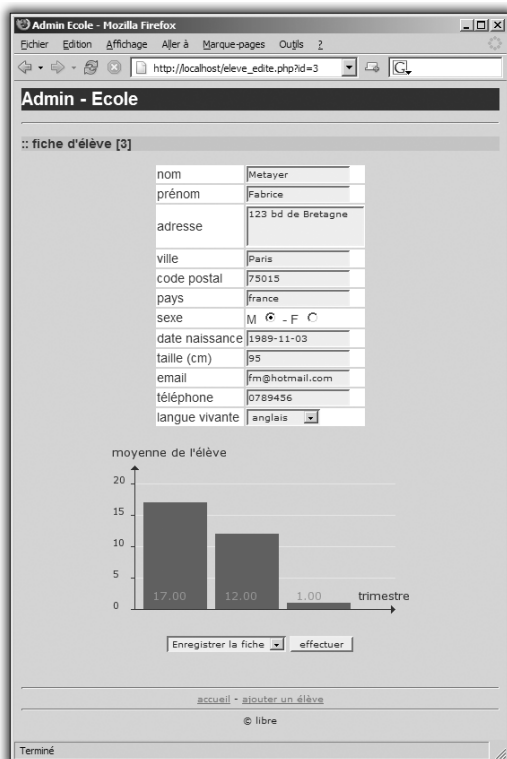 Admin Ecole - Mozilla Firefox
Fichier Edition Affichage Aller à Marque-pages Outils ?
http://localhost/eleve_edite.php?id=3 G
Admin - Ecole
:: fiche d'élève [3]
nom Metayer
prénom Fabrice
adresse 123 bd de Bretagne
ville Paris
code postal 75015
pays france
sexe M - F
date naissance 1989-11-03
taille (cm) 95
email fm@hotmail.com
téléphone 0789456
langue vivante anglais
moyenne de l'élève
20
15
10
5
0 17.00 12.00 1.00 trimestre
Enregistrer la fiche effectuer
accueil - ajouter un élève
© libre
Terminé